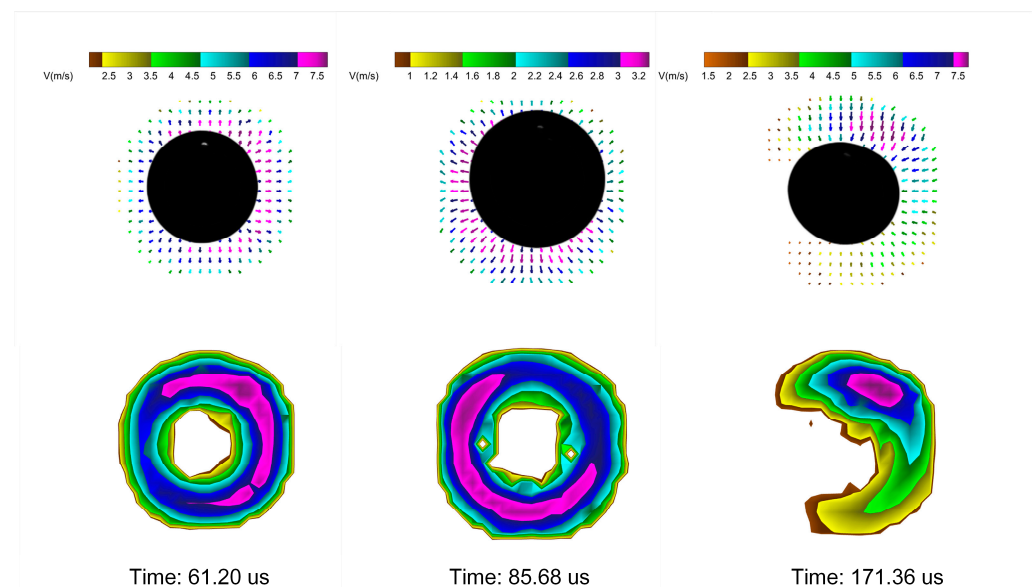 V(m/s) 2.5 3.5 4 4.5 5 5.5 6 6.5 7 7.5
V(m/s) 1 1.2 1.4 1.6 1.8 2 2.2 2.4 2.6 2.8 3 3.2
V(m/s) 1.5 2 2.5 3.5 4 4.5 5 5.5 6 6.5 7 7.5
Time: 61.20 us
Time: 85.68 us
Time: 171.36 us